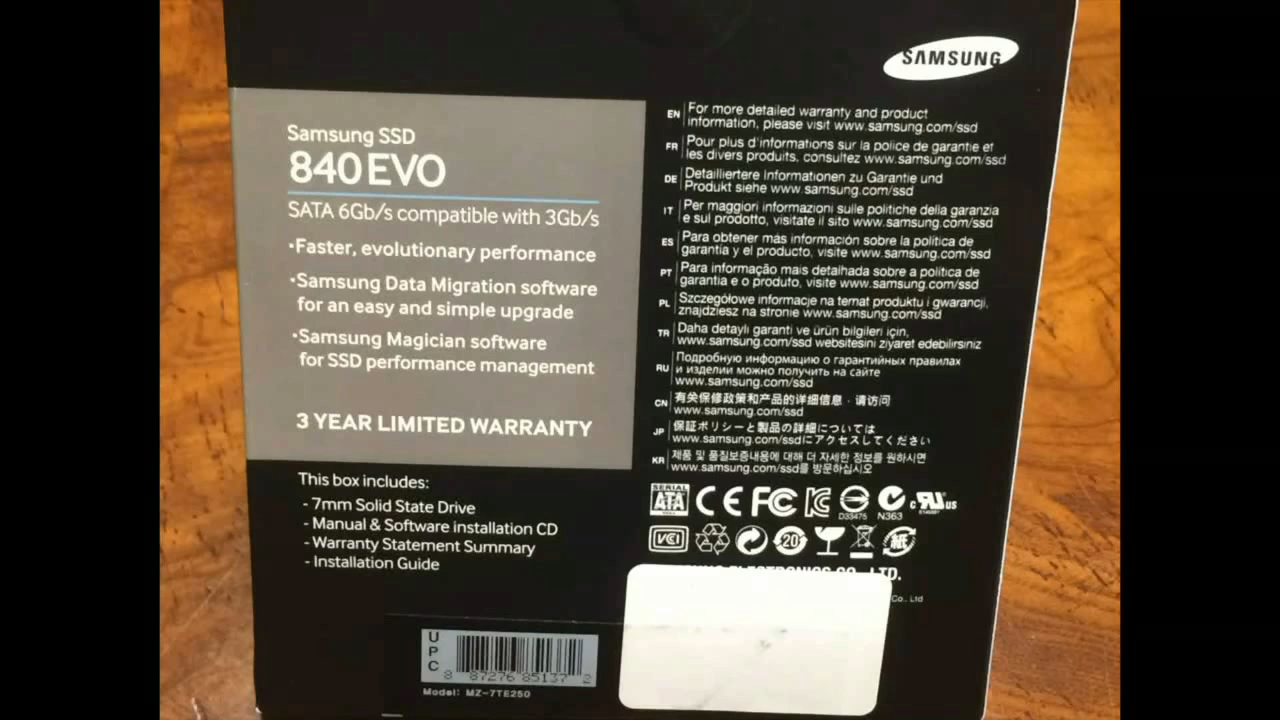 SAMSUNG
Samsung SSD
840 EVO
SATA 6Gb/s compatible with 3Gb/s
•Faster, evolutionary performance
•Samsung Data Migration software
for an easy and simple upgrade
•Samsung Magician software
for SSD performance management
3 YEAR LIMITED WARRANTY
This box includes:
- 7mm Solid State Drive
- Manual & Software installation CD
- Warranty Statement Summary
- Installation Guide
EN For more detailed warranty and product
information, please visit www.samsung.com/ssd
FR Pour plus d'informations sur la police de garantie et
les divers produits, consultez www.samsung.com/ssd
DE Detailliertere Informationen zu Garantie und
Produkt siehe www.samsung.com/ssd
IT Per maggiori informazioni sulle politiche della garanzia
e sul prodotto, visitate il sito www.samsung.com/ssd
ES Para obtener más información sobre la política de
garantía y el producto, visite www.samsung.com/ssd
PT Para informação mais detalhada sobre a política de
garantia e o produto, visite www.samsung.com/ssd
PL Szczegółowe informacje na temat produktu i gwarancji,
znajdziesz na stronie www.samsung.com/ssd
TR Daha detaylı garanti ve ürün bilgileri için,
www.samsung.com/ssd websitesini ziyaret edebilirsiniz
RU Подробную информацию о гарантийных правилах
и изделии можно получить на сайте
www.samsung.com/ssd
CN 有关保修政策和产品的详细信息，请访问
www.samsung.com/ssd
JP 保証ポリシーと製品の詳細については
www.samsung.com/ssdにアクセスしてください
KR 제품 및 품질보증내용에 대해 더 자세한 정보를 원하시면
www.samsung.com/ssd를 방문하십시오
SERIAL
ATA
CE FC D33475 N363 c UR US
VCCI 20 紙
ELECTRONICS CO., LTD.
Co., Ltd
UPC
8 87276 85137 2
Model: MZ-7TE250